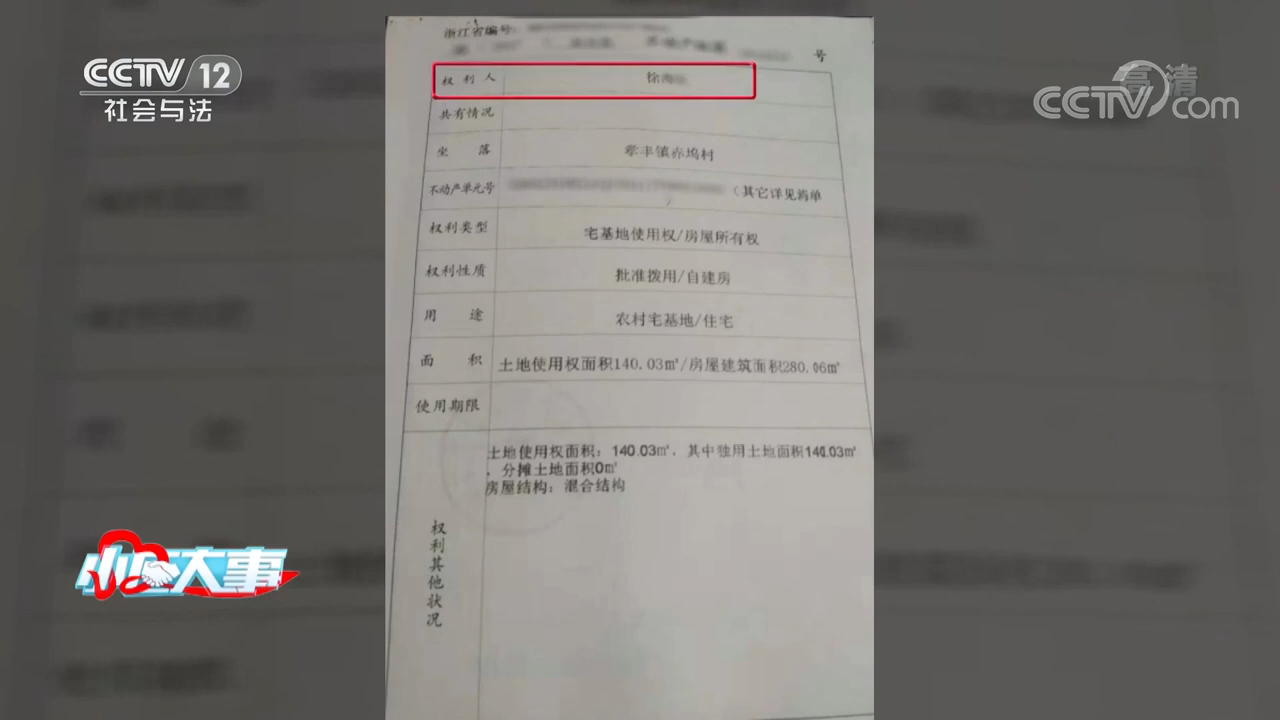 CCTV 12
社会与法
高清
CCTV com
小区大事
浙江省编号:
号
权利人 徐
共有情况
坐落 牵丰镇赤坞村
不动产单元号 (其它详见清单
权利类型 宅基地使用权/房屋所有权
权利性质 批准拨用/自建房
用途 农村宅基地/住宅
面积 土地使用权面积140.03㎡/房屋建筑面积280.06㎡
使用期限
权利其他状况
土地使用权面积: 140.03㎡, 其中独用土地面积140.03㎡
, 分摊土地面积0㎡
房屋结构: 混合结构